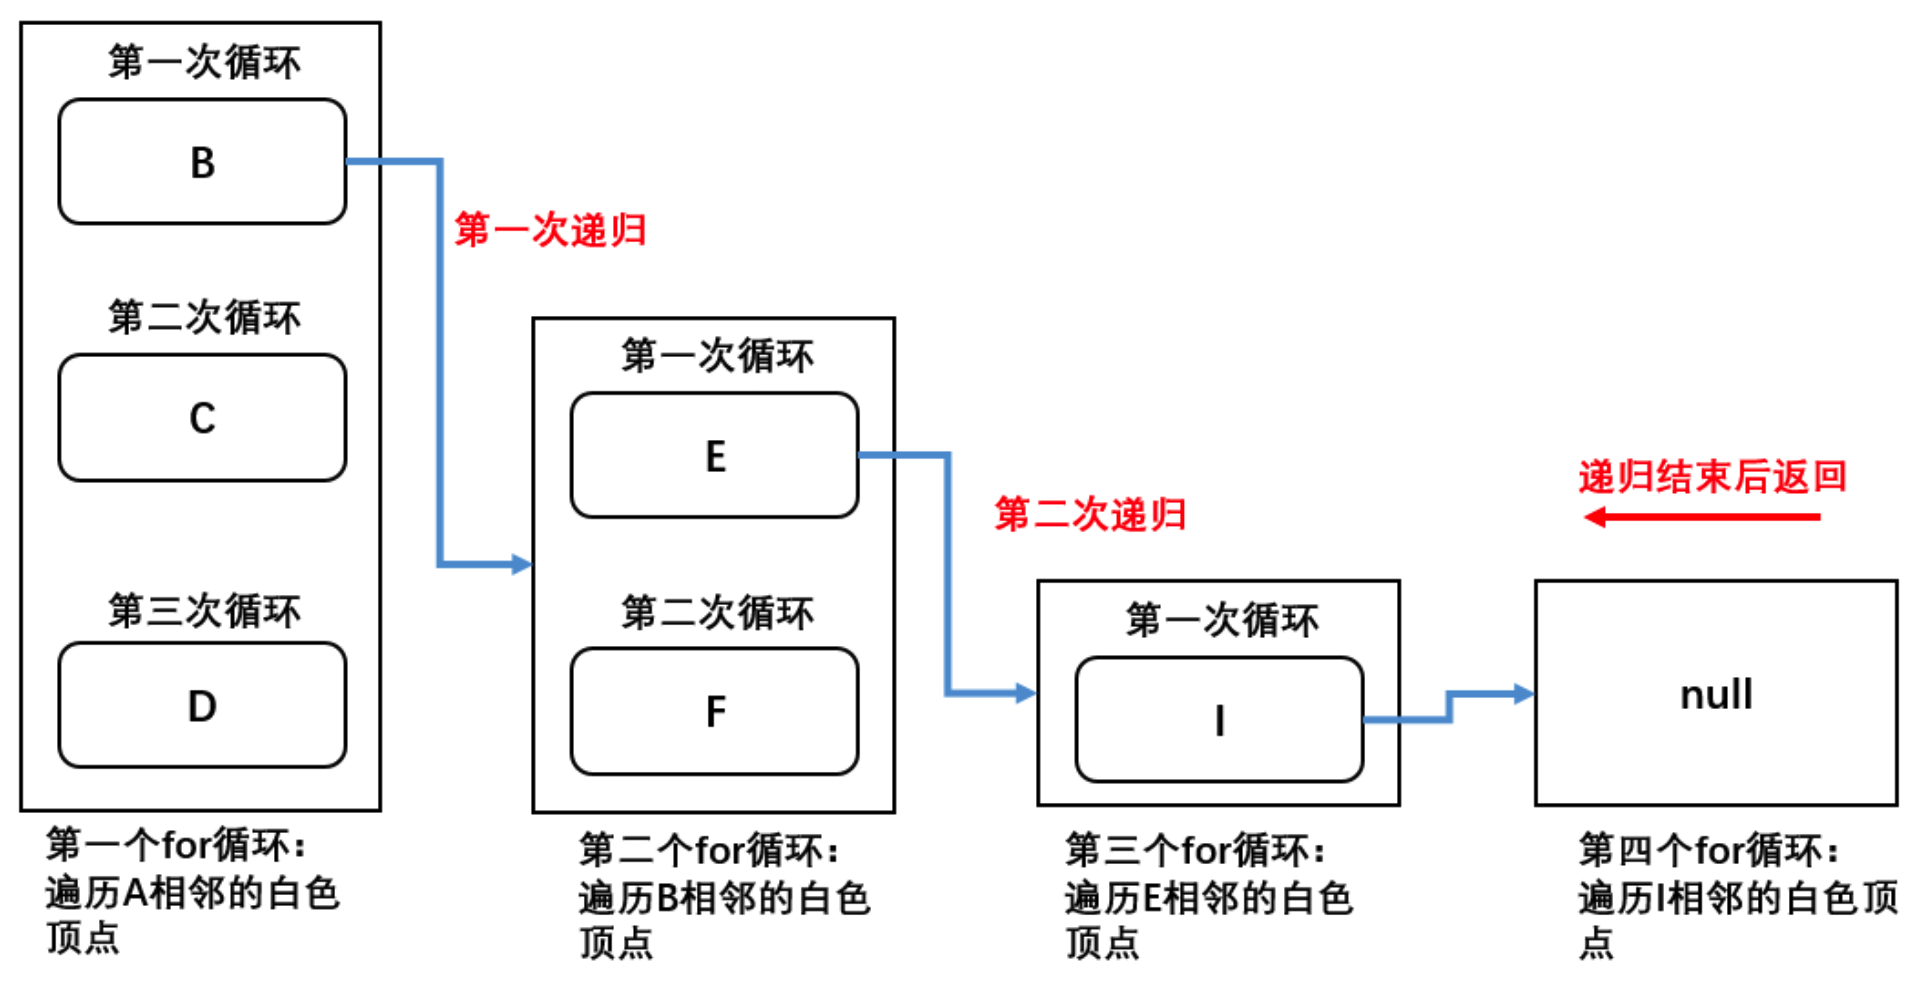 第一次循环
B
第二次循环
C
第三次循环
D
第一个for循环：
遍历A相邻的白色
顶点
第一次递归
第一次循环
E
第二次循环
F
第二个for循环：
遍历B相邻的白色
顶点
第二次递归
第一次循环
I
第三个for循环：
遍历E相邻的白色
顶点
递归结束后返回
null
第四个for循环：
遍历I相邻的白色顶
点